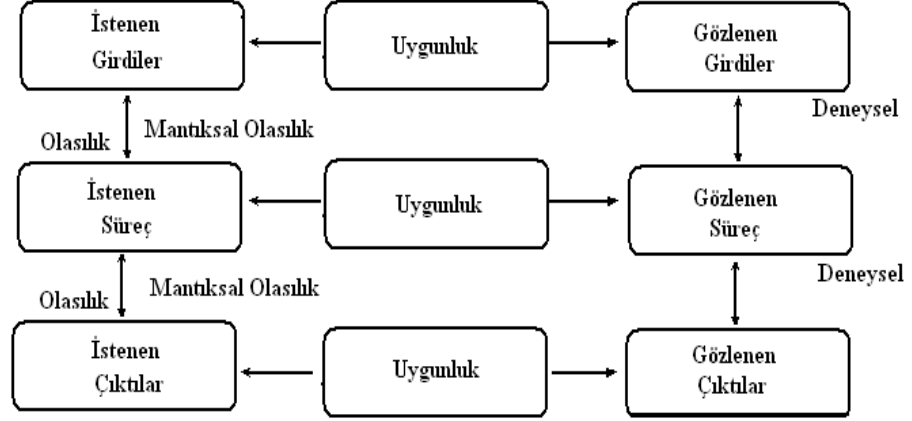 İstenen
Girdiler
Uygunluk
Gözlenen
Girdiler
Olasılık
Mantıksal Olasılık
Deneysel
İstenen
Süreç
Uygunluk
Gözlenen
Süreç
Olasılık
Mantıksal Olasılık
Deneysel
İstenen
Çıktılar
Uygunluk
Gözlenen
Çıktılar